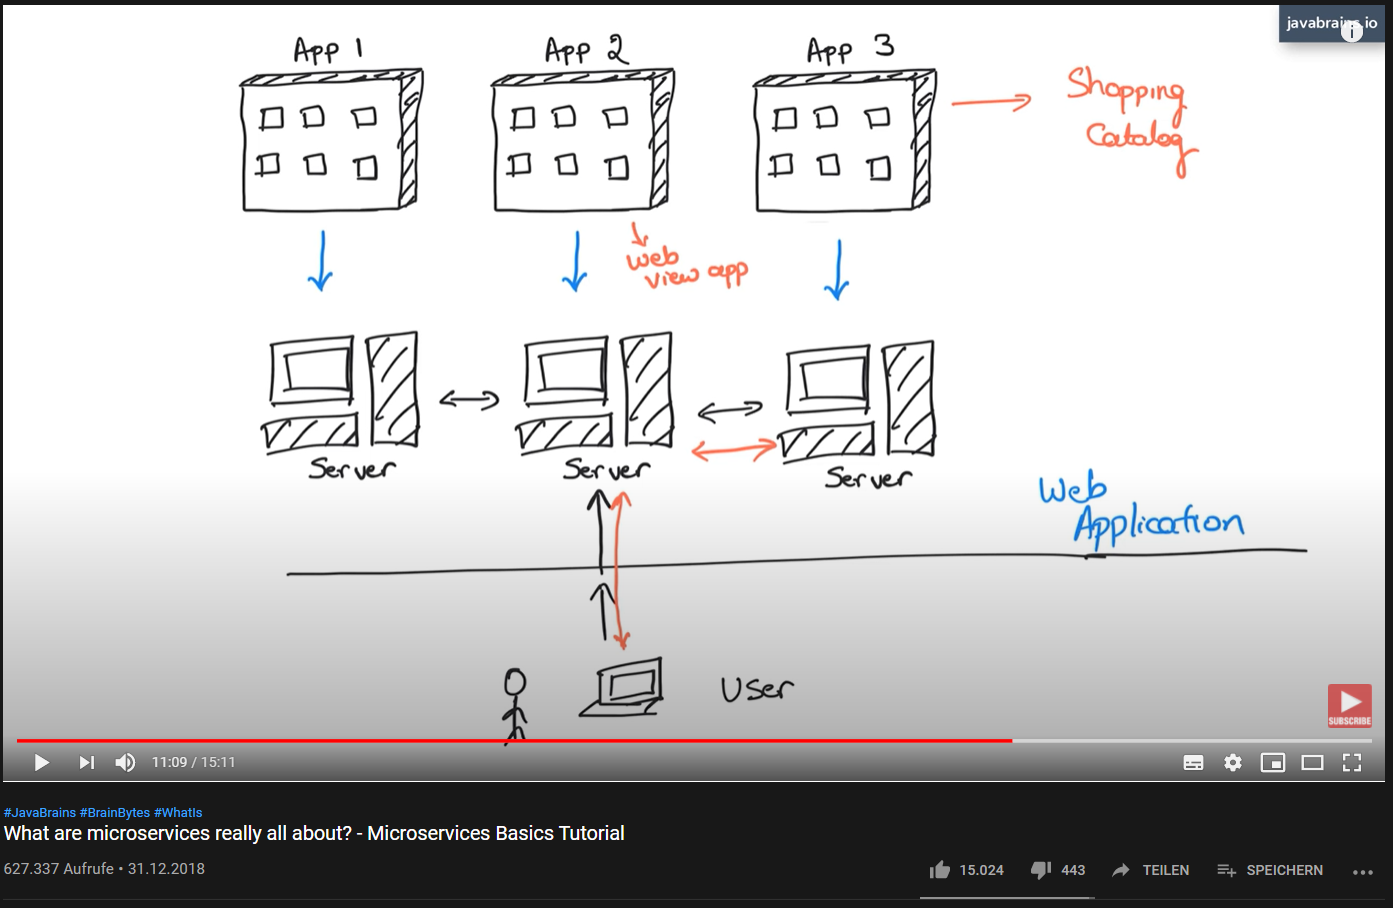 javabrains.io
App 1
App 2
App 3
Shopping
Catalog
Web
view app
Server
Server
Server
Web
Application
User
SUBSCRIBE
11:09 / 15:11
#JavaBrains #BrainBytes #WhatIs
What are microservices really all about? - Microservices Basics Tutorial
627.337 Aufrufe • 31.12.2018
15.024
443
TEILEN
SPEICHERN